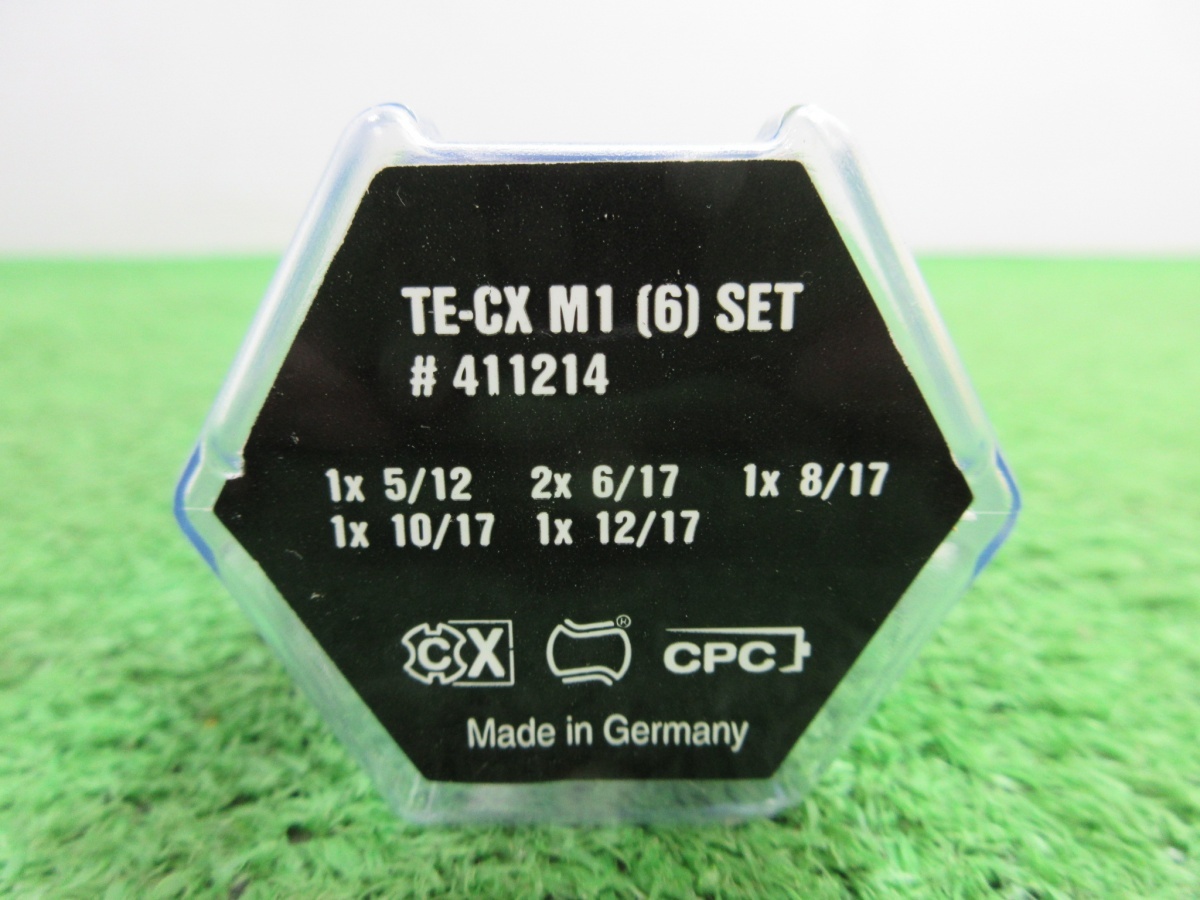 TE-CX M1 (6) SET
# 411214
1x 5/12 2x 6/17 1x 8/17
1x 10/17 1x 12/17
CX ® CPC
Made in Germany